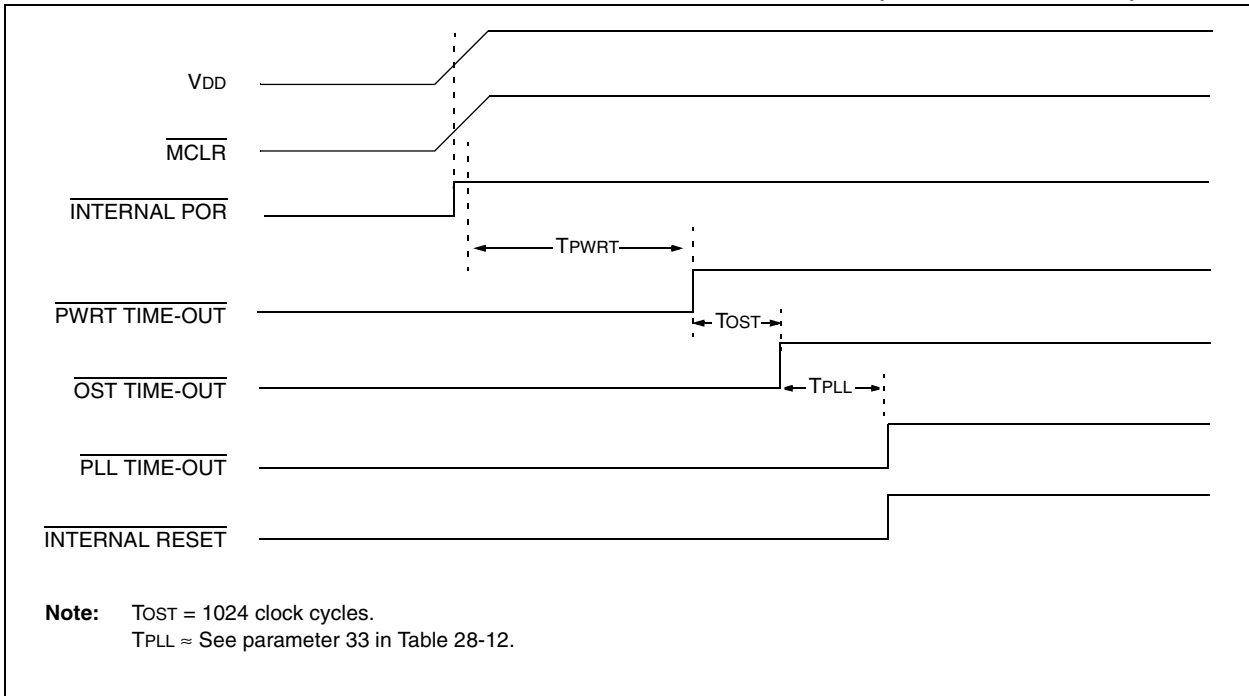 VDD
MCLR
INTERNAL POR
TPWRT
PWRT TIME-OUT
TOST
OST TIME-OUT
TPLL
PLL TIME-OUT
INTERNAL RESET
Note: TOST = 1024 clock cycles.
TPLL ≈ See parameter 33 in Table 28-12.